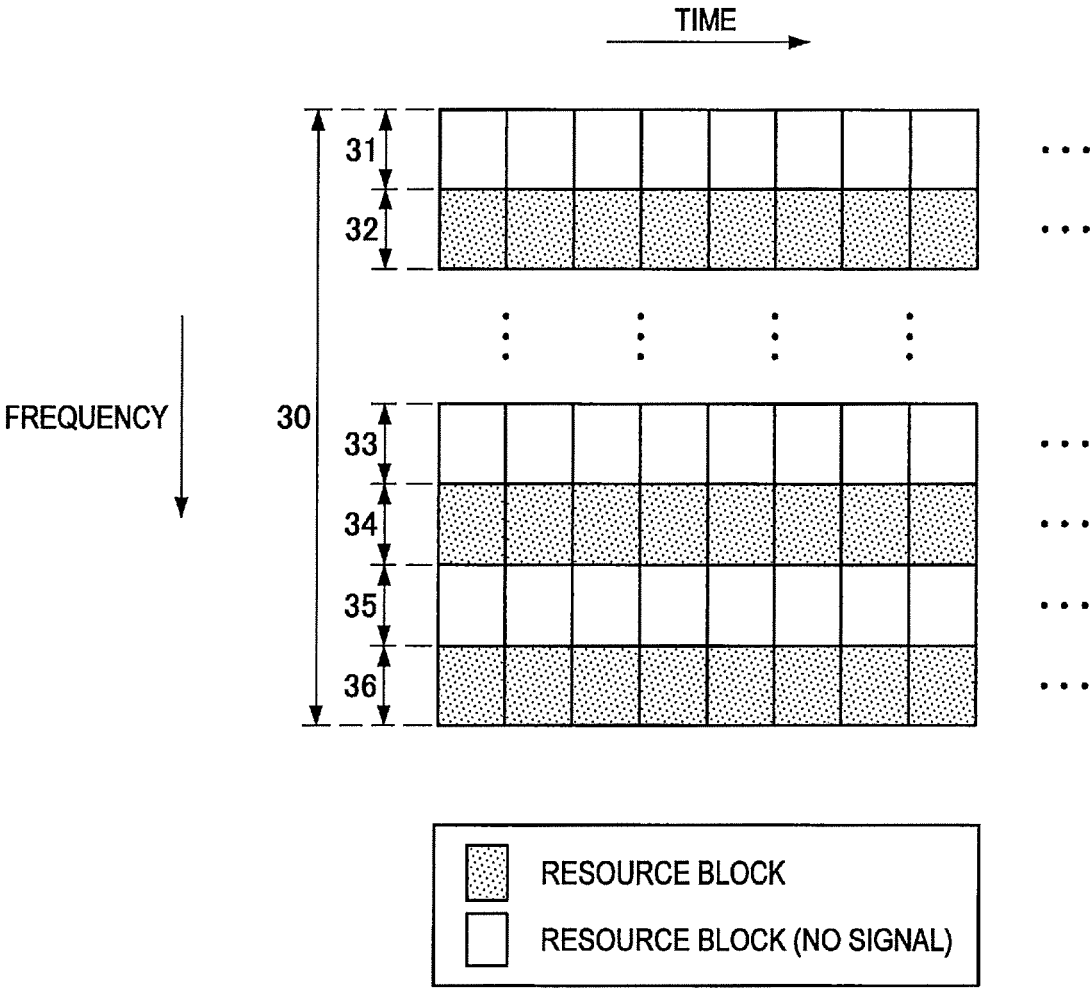 TIME
31
32
FREQUENCY
30
33
34
35
36
RESOURCE BLOCK
RESOURCE BLOCK (NO SIGNAL)